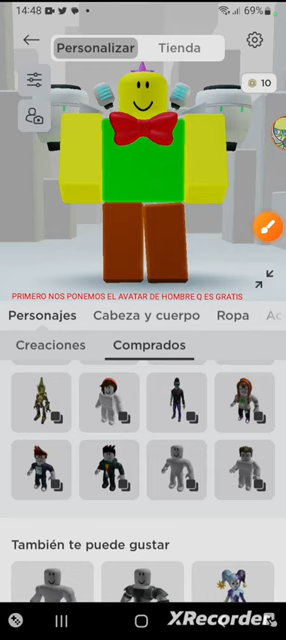 14:48
69%
Personalizar
Tienda
10
PRIMERO NOS PONEMOS EL AVATAR DE HOMBRE Q ES GRATIS
Personajes
Cabeza y cuerpo
Ropa
Creaciones
Comprados
También te puede gustar
XRecorder